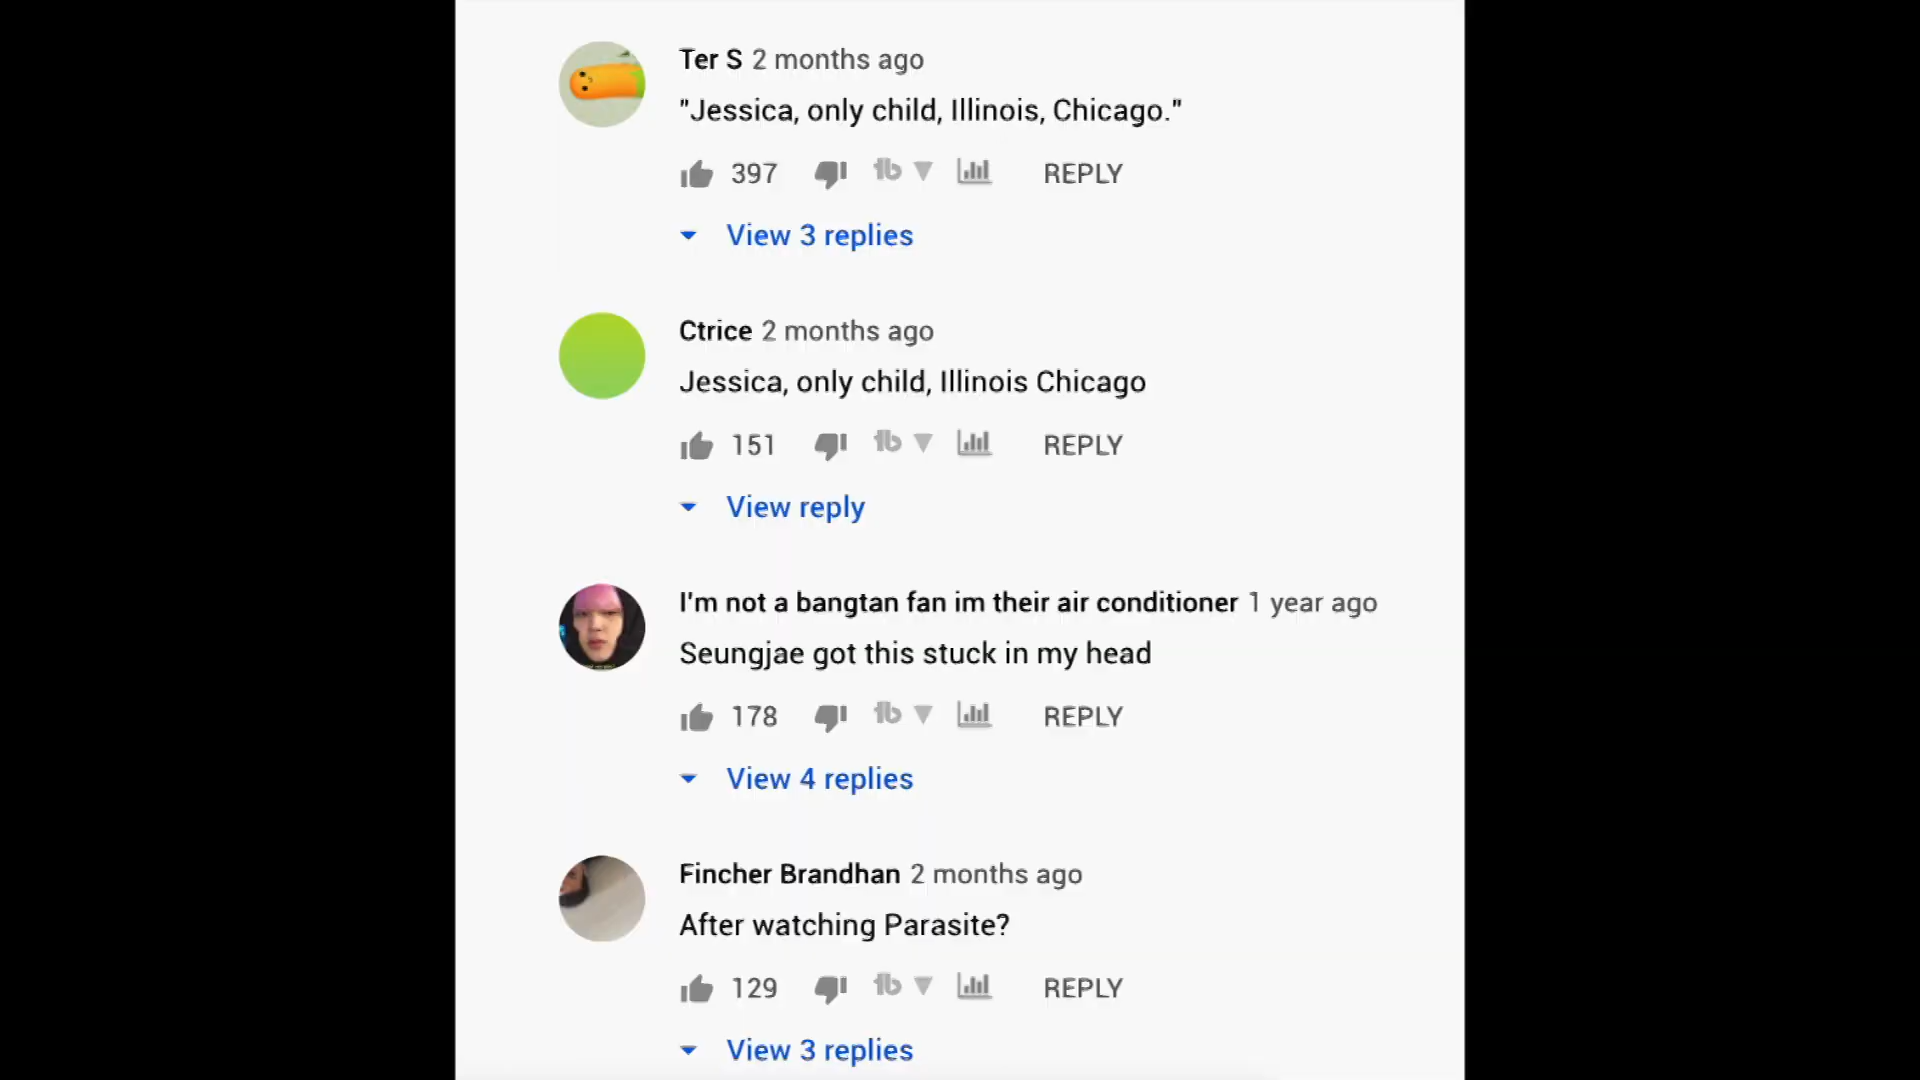 Ter S 2 months ago
"Jessica, only child, Illinois, Chicago."
397 REPLY
View 3 replies
Ctrice 2 months ago
Jessica, only child, Illinois Chicago
151 REPLY
View reply
I'm not a bangtan fan im their air conditioner 1 year ago
Seungjae got this stuck in my head
178 REPLY
View 4 replies
Fincher Brandhan 2 months ago
After watching Parasite?
129 REPLY
View 3 replies